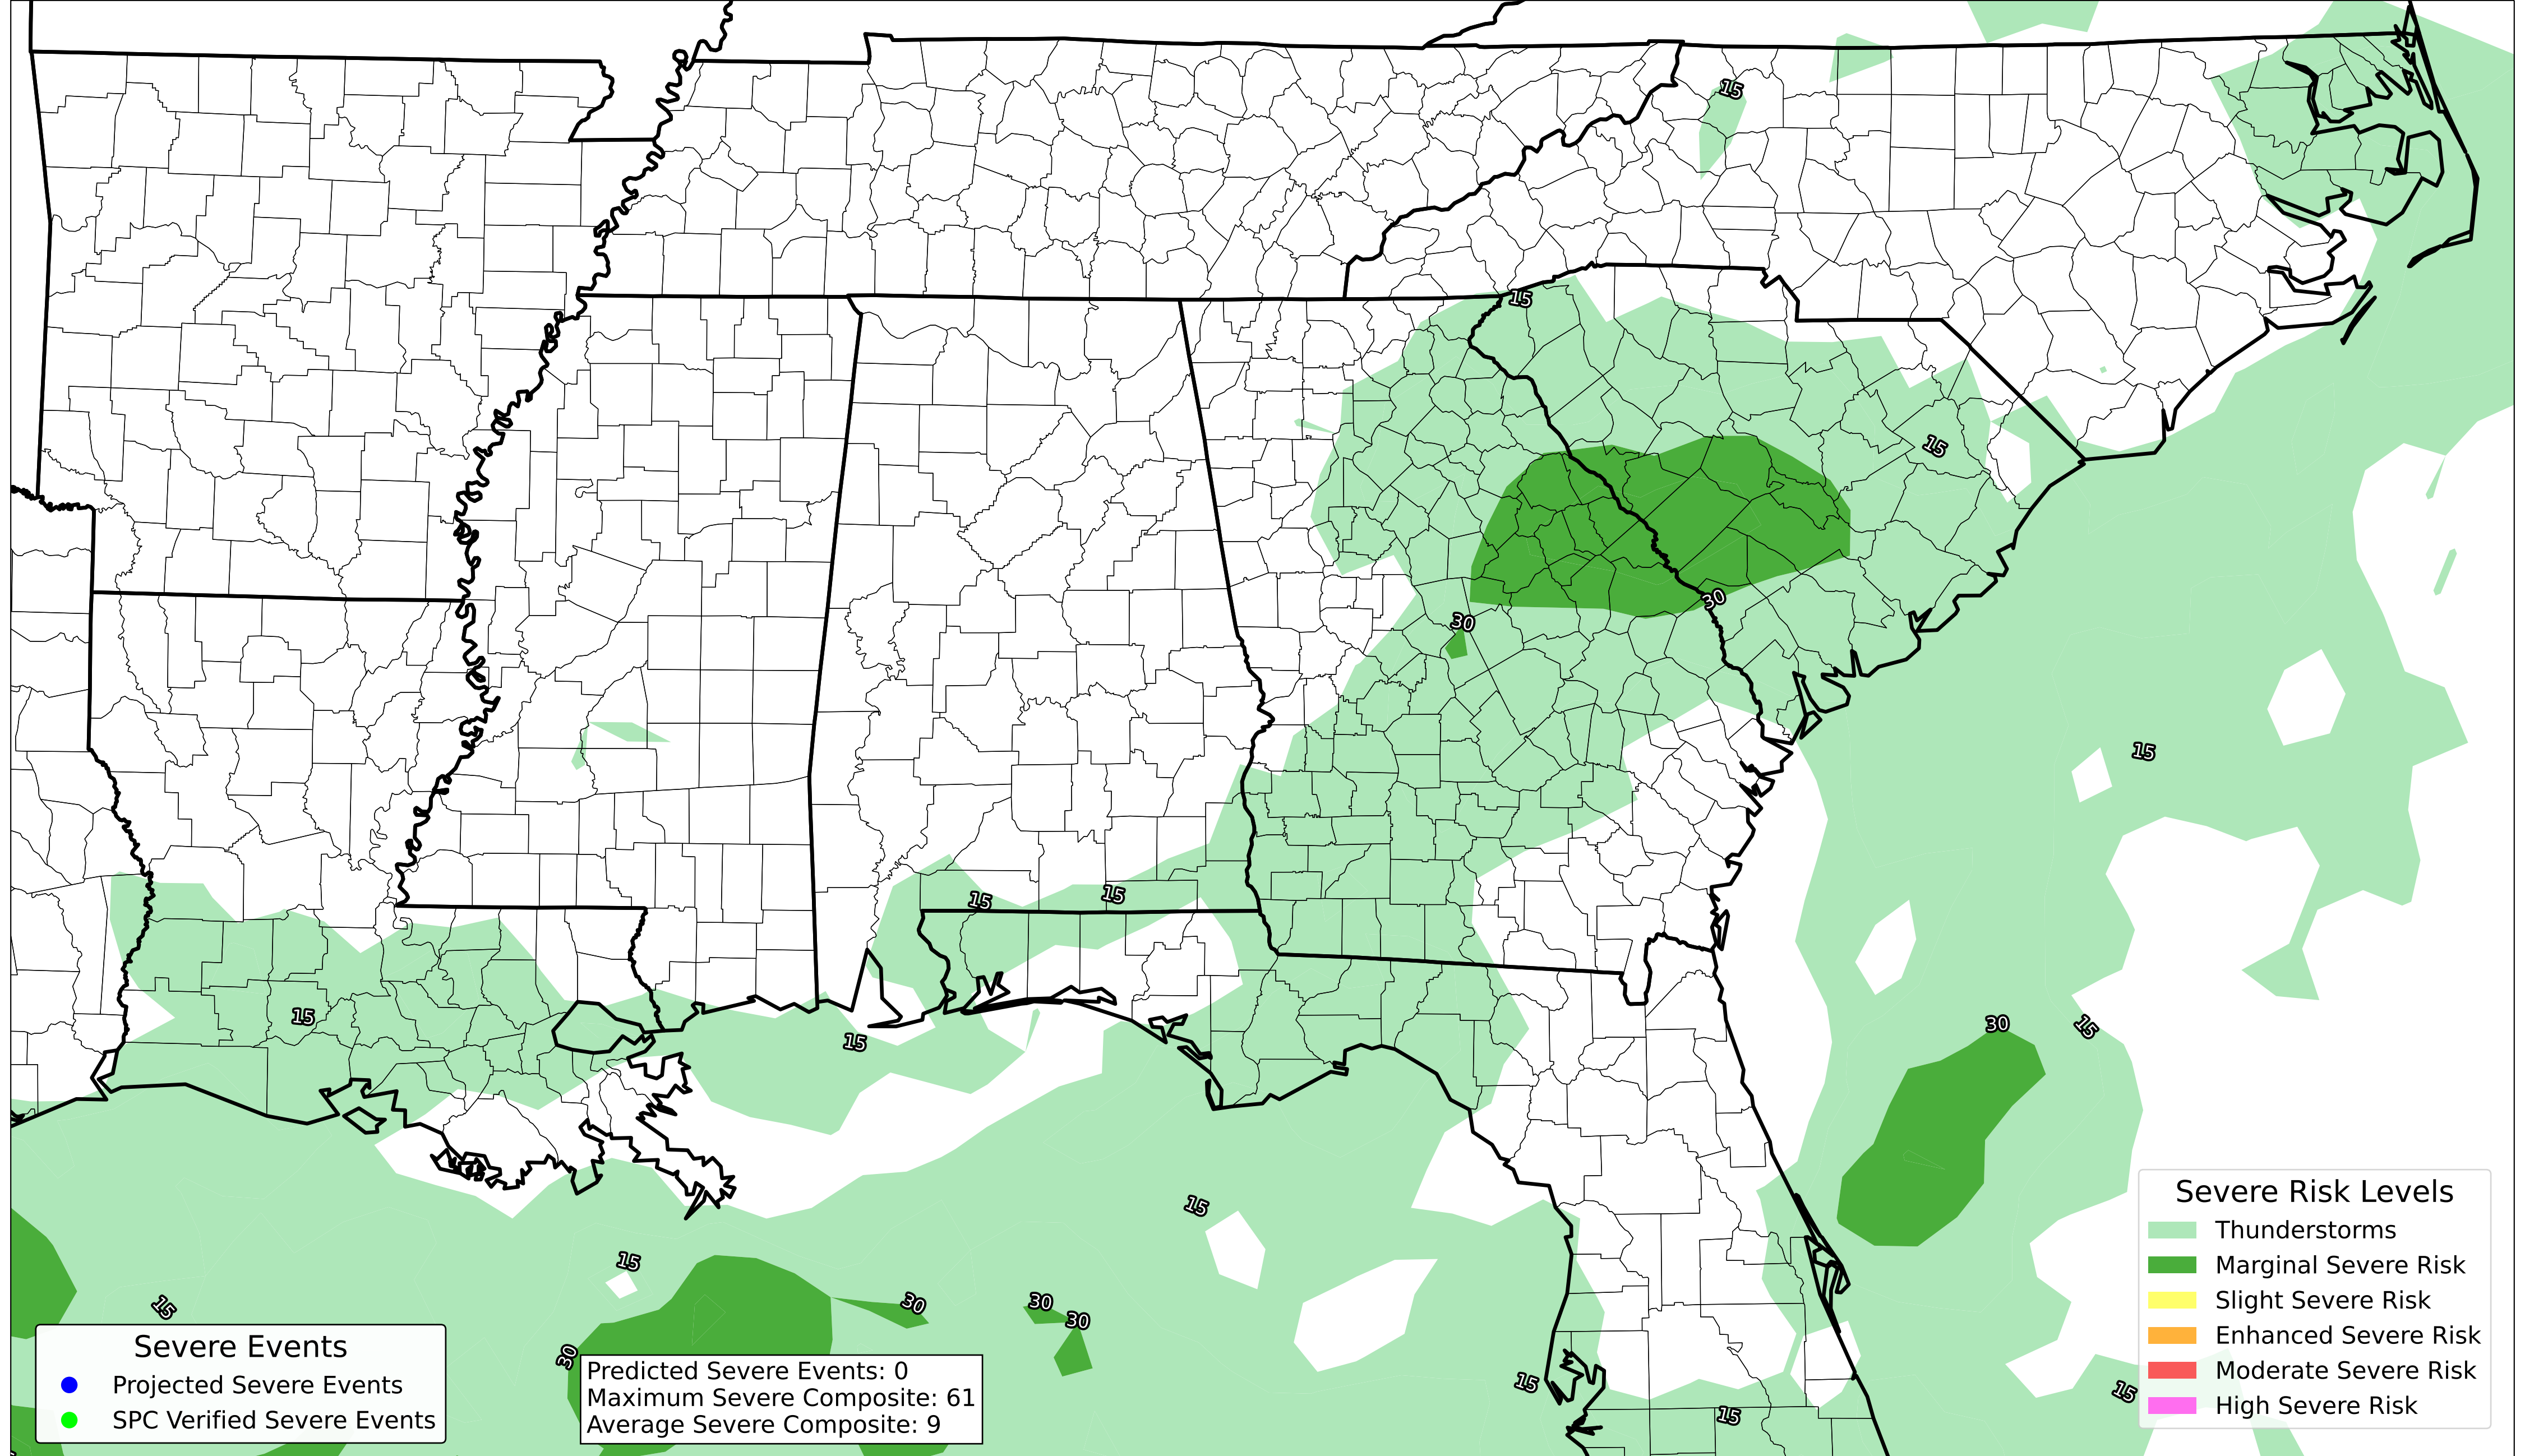 15
15
15
30
30
15
15
15
15
15
30
15
15
15
15
15
30
30
30
30
15
15
15
Severe Risk Levels
Thunderstorms
Marginal Severe Risk
Slight Severe Risk
Enhanced Severe Risk
Moderate Severe Risk
High Severe Risk
Severe Events
Projected Severe Events
SPC Verified Severe Events
Predicted Severe Events: 0
Maximum Severe Composite: 61
Average Severe Composite: 9